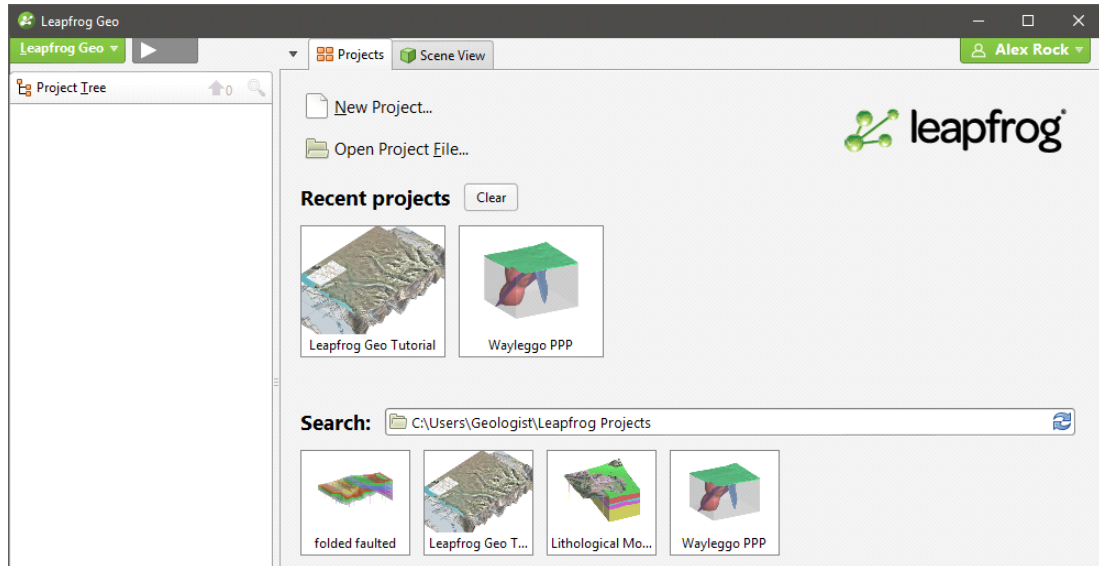 Leapfrog Geo
Leapfrog Geo
Projects
Scene View
Alex Rock
Project Tree
0
New Project...
Open Project File...
leapfrog®
Recent projects
Clear
Leapfrog Geo Tutorial
Wayleggo PPP
Search:
C:\Users\Geologist\Leapfrog Projects
folded faulted
Leapfrog Geo T...
Lithological Mo...
Wayleggo PPP